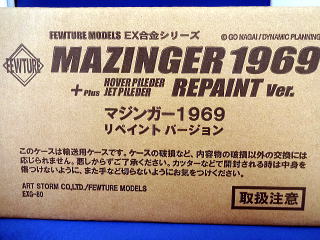 FEWTURE MODELS EX合金シリーズ
© GO NAGAI / DYNAMIC PLANNING
FEWTURE
MAZINGER 1969
+Plus HOVER PILEDER
JET PILEDER
REPAINT Ver.
マジンガー1969
リペイント バージョン
このケースは輸送用ケースです。ケースの破損など、内容物の破損以外の交換には
応じられません。悪しからずご了承ください。カッターなどで開封される時は中身を
傷つけないように、また手など切らないようにお気をつけください。
ART STORM CO,LTD./FEWTURE MODELS
EXG-60
取扱注意